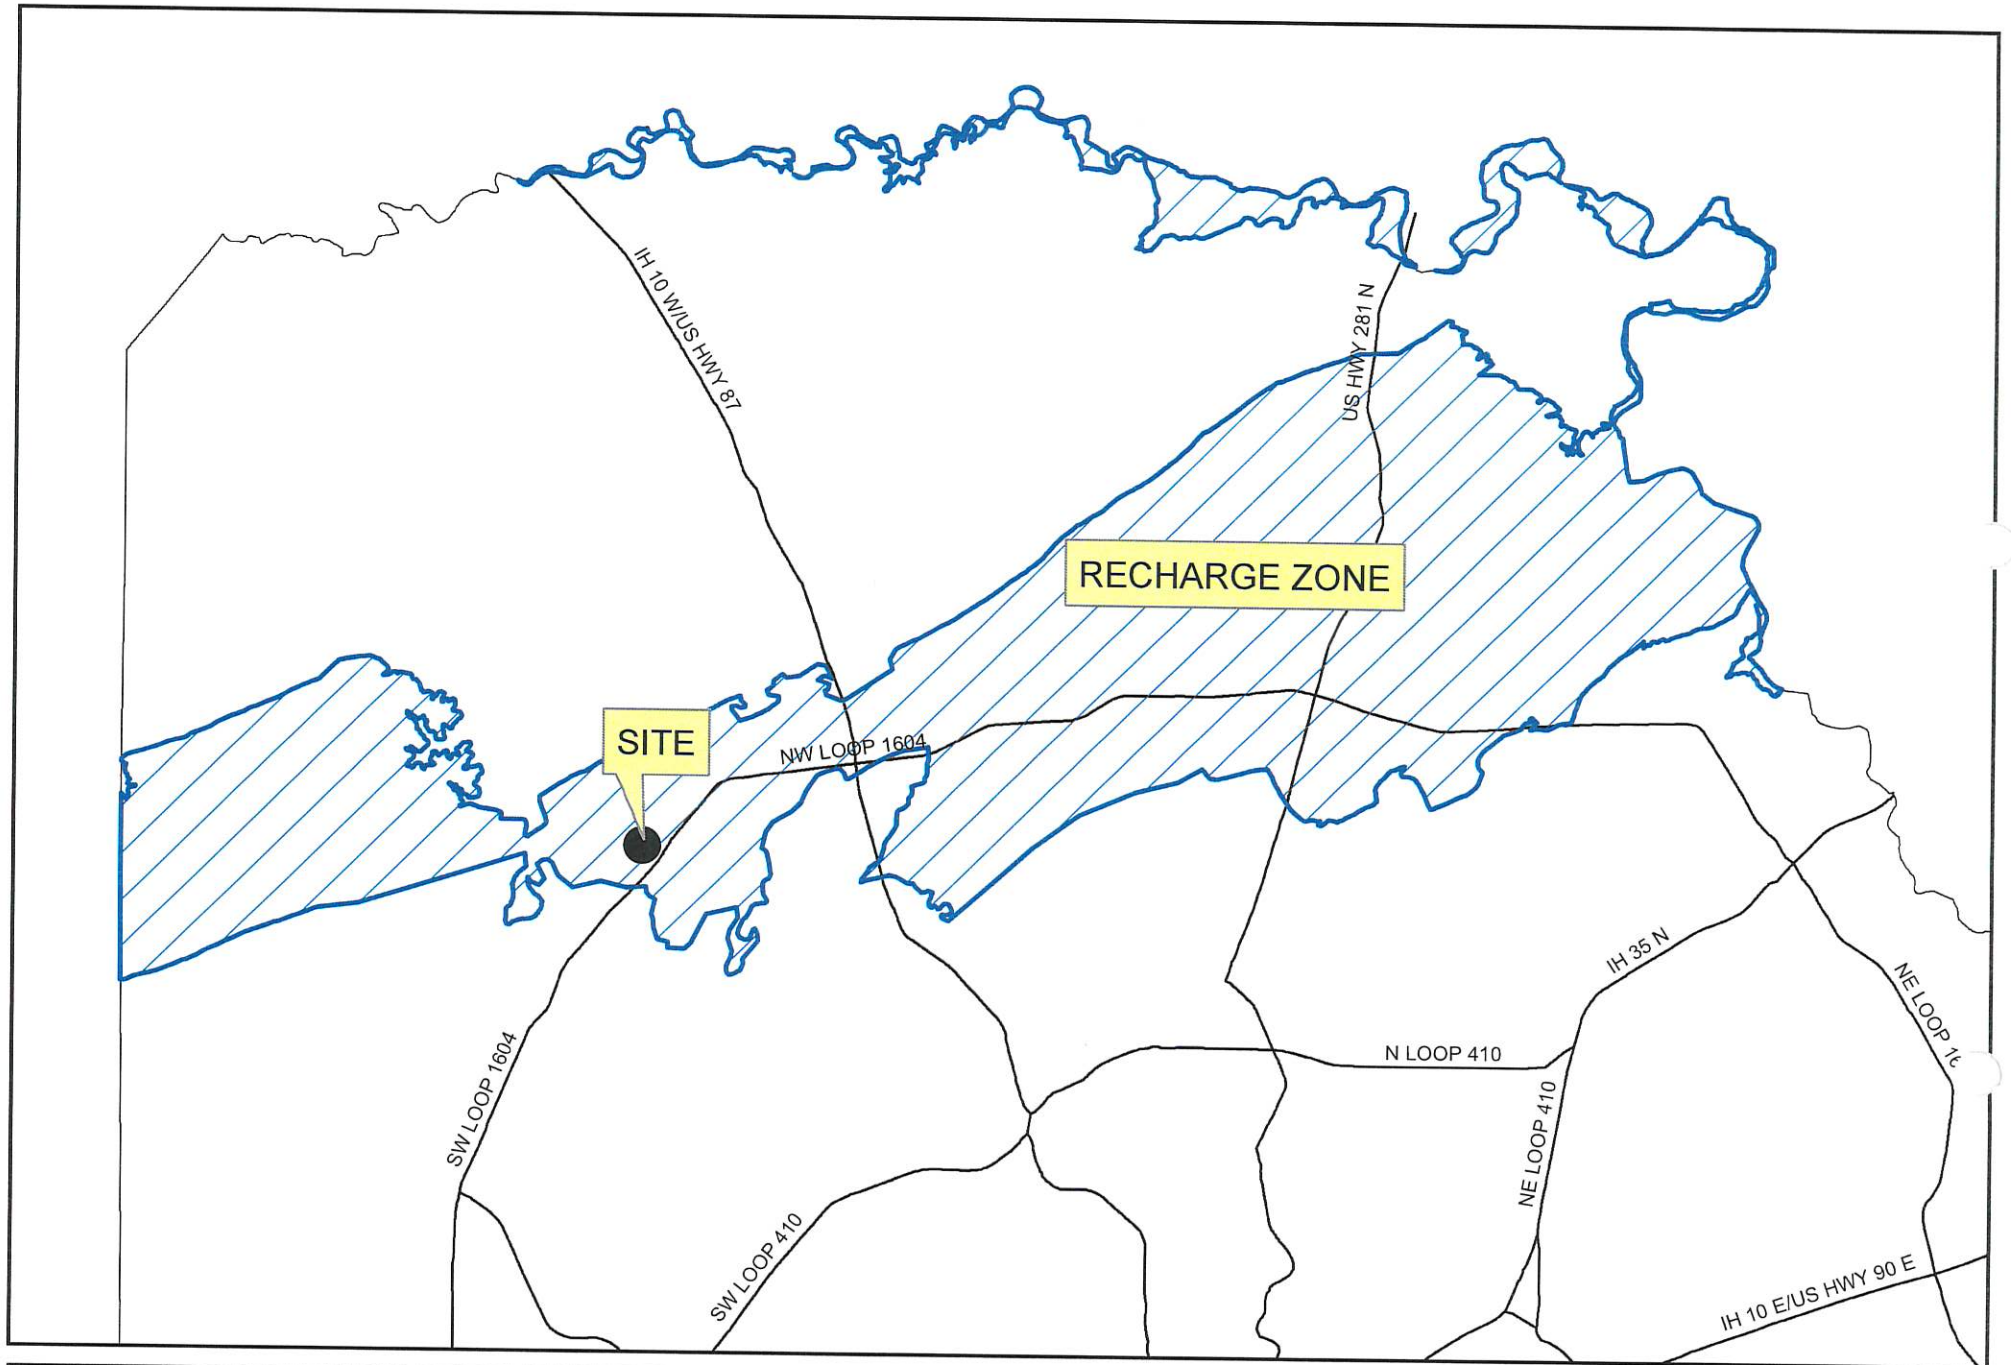 IH 10 W/US HWY 87
US HWY 281 N
RECHARGE ZONE
SITE
NW LOOP 1604
IH 35 N
NE LOOP 16
N LOOP 410
SW LOOP 1604
NE LOOP 410
SW LOOP 410
IH 10 E/US HWY 90 E